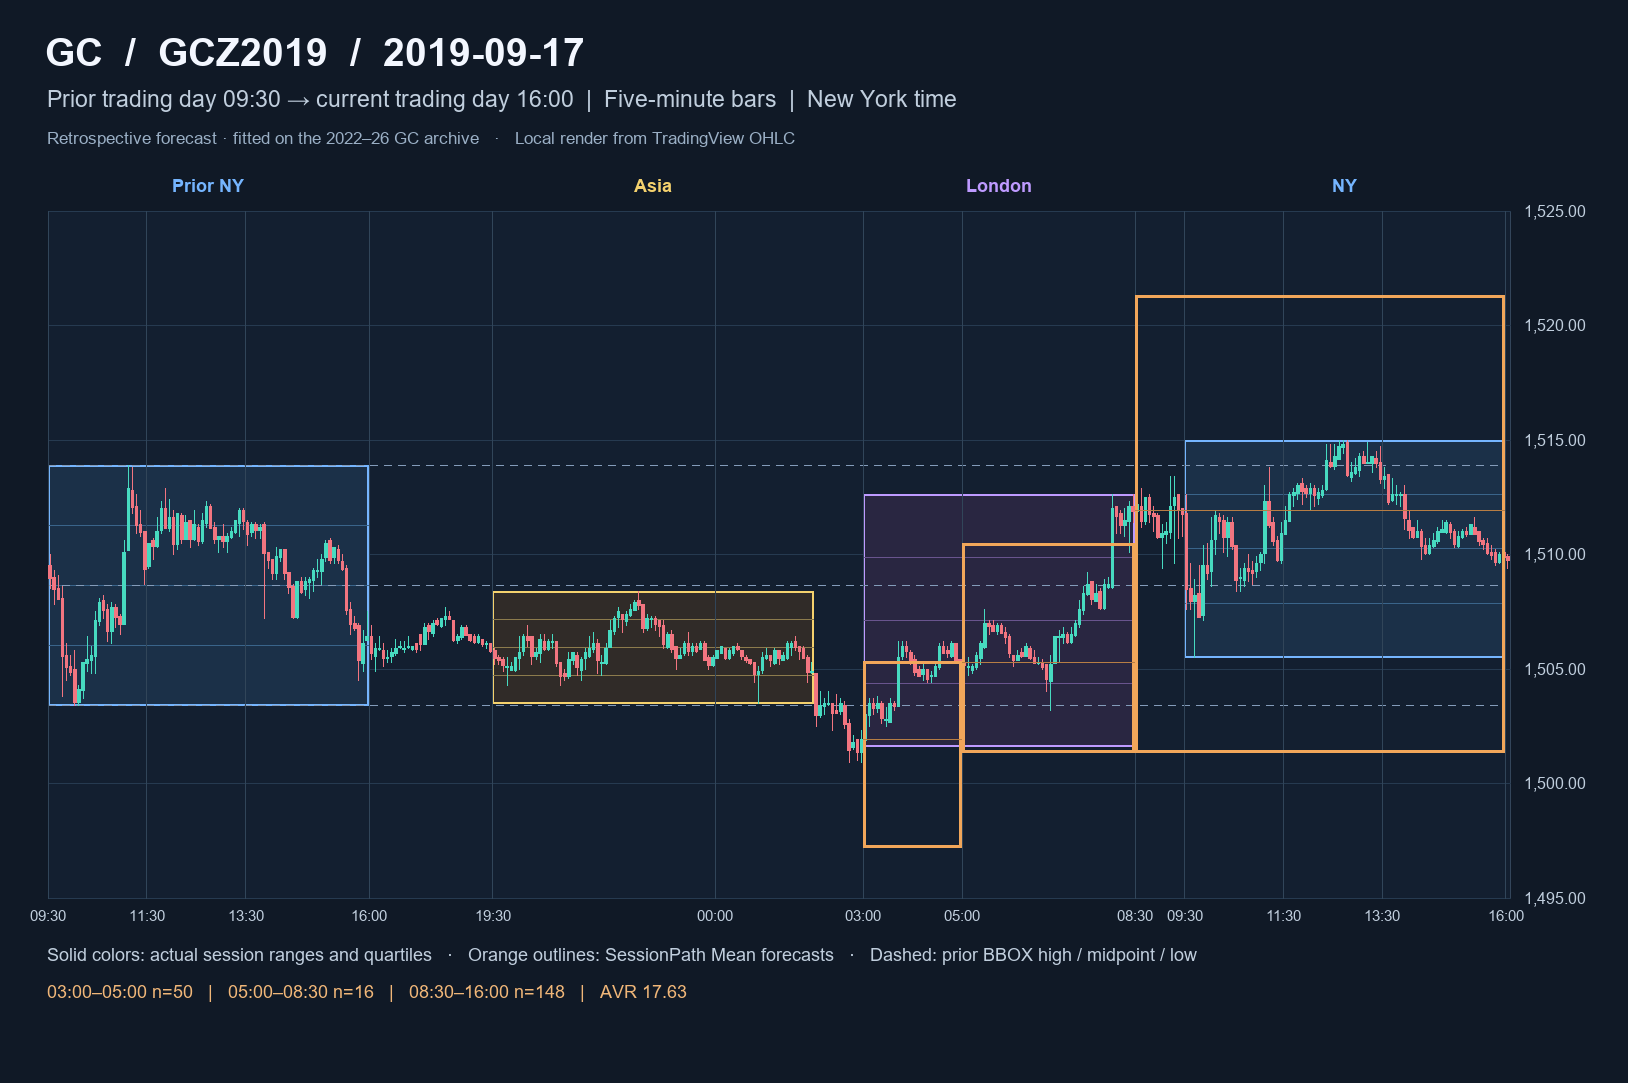 GC / GCZ2019 / 2019-09-17
Prior trading day 09:30 → current trading day 16:00 | Five-minute bars | New York time
Retrospective forecast · fitted on the 2022–26 GC archive · Local render from TradingView OHLC
Prior NY Asia London NY
1,525.00
1,520.00
1,515.00
1,510.00
1,505.00
1,500.00
1,495.00
09:30 11:30 13:30 16:00 19:30 00:00 03:00 05:00 08:30 09:30 11:30 13:30 16:00
Solid colors: actual session ranges and quartiles · Orange outlines: SessionPath Mean forecasts · Dashed: prior BBOX high / midpoint / low
03:00–05:00 n=50 | 05:00–08:30 n=16 | 08:30–16:00 n=148 | AVR 17.63